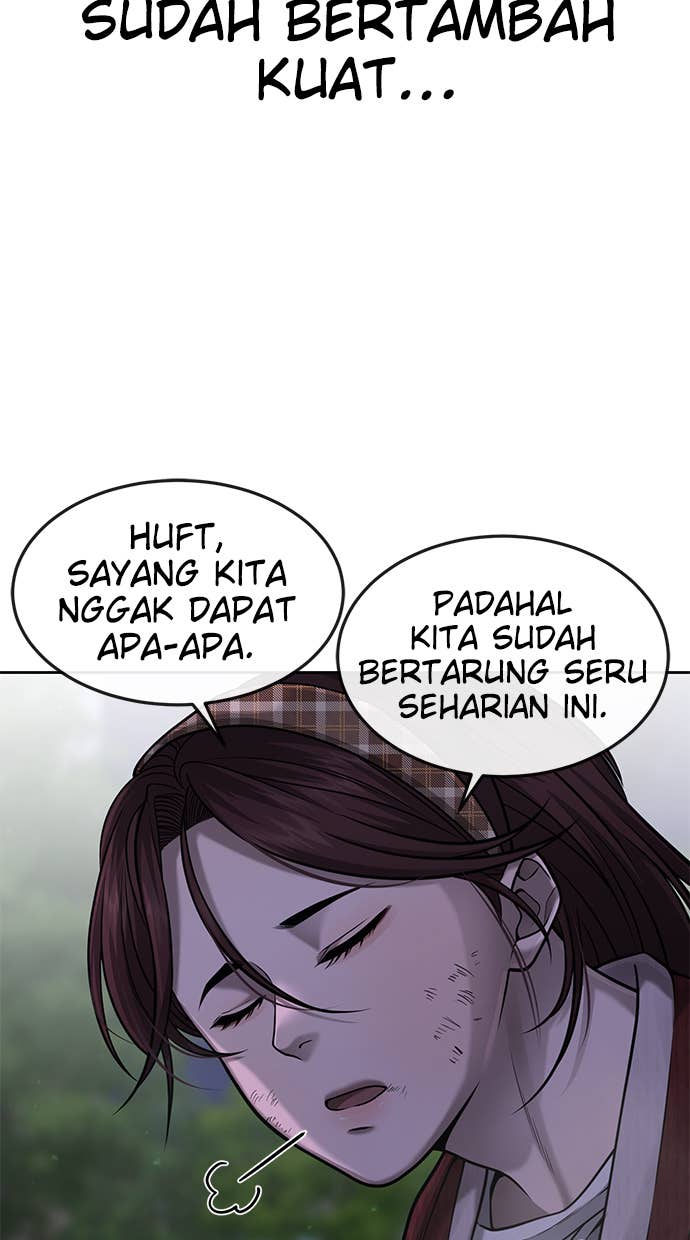 SUDAH BERTAMBAH
KUAT...
HUFT,
SAYANG KITA
NGGAK DAPAT
APA-APA.
PADAHAL
KITA SUDAH
BERTARUNG SERU
SEHARIAN INI.